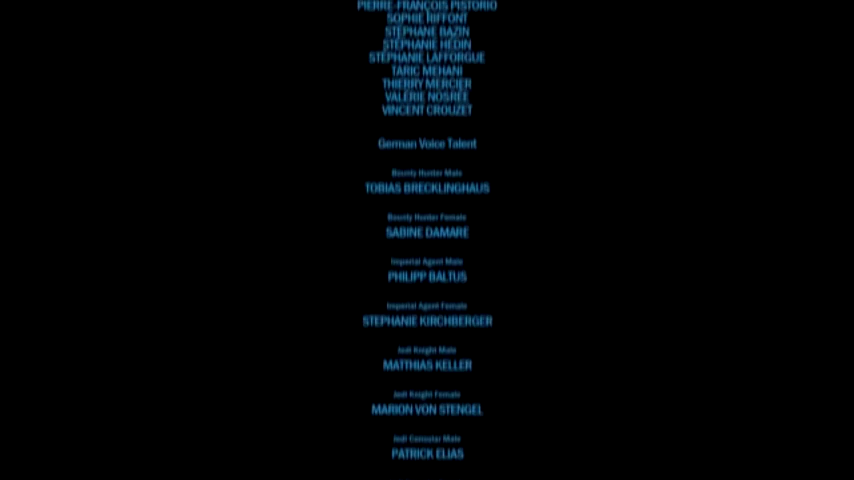 PIERRE-FRANÇOIS PISTORIO
SOPHIE RIFFONT
STÉPHANE BAZIN
STÉPHANIE HÉDIN
STÉPHANIE LAFFORGUE
TARIC MEHANI
THIERRY MERCIER
VALÉRIE NOSRÉE
VINCENT CROUZET
German Voice Talent
Bounty Hunter Male
TOBIAS BRECKLINGHAUS
Bounty Hunter Female
SABINE DAMARE
Imperial Agent Male
PHILIPP BALTUS
Imperial Agent Female
STEPHANIE KIRCHBERGER
Jedi Knight Male
MATTHIAS KELLER
Jedi Knight Female
MARION VON STENGEL
Jedi Consular Male
PATRICK ELIAS